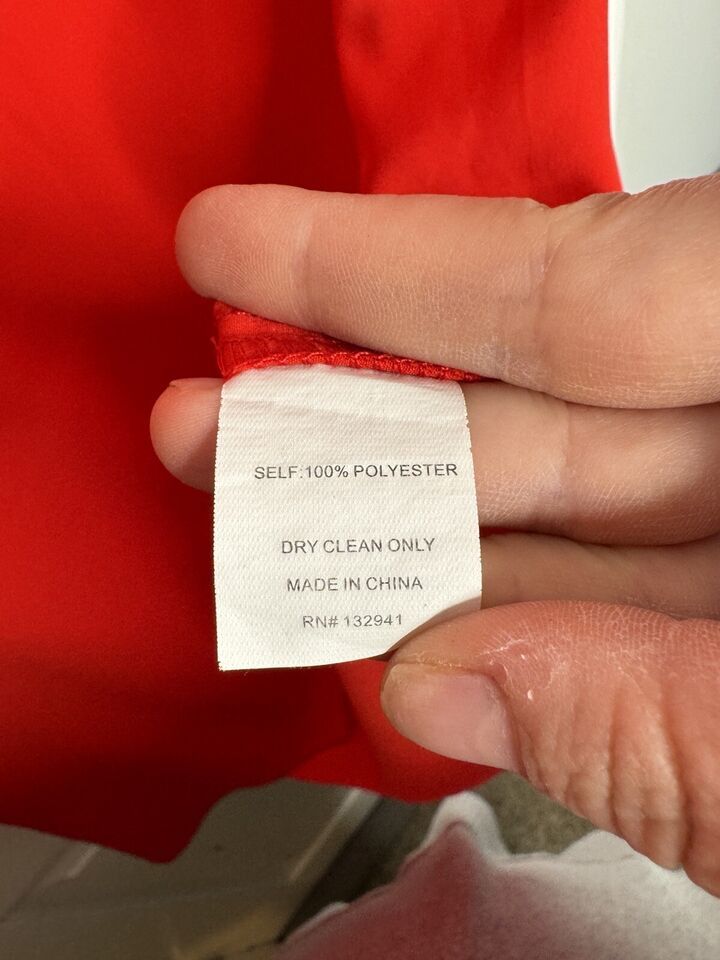 SELF:100% POLYESTER
DRY CLEAN ONLY
MADE IN CHINA
RN# 132941